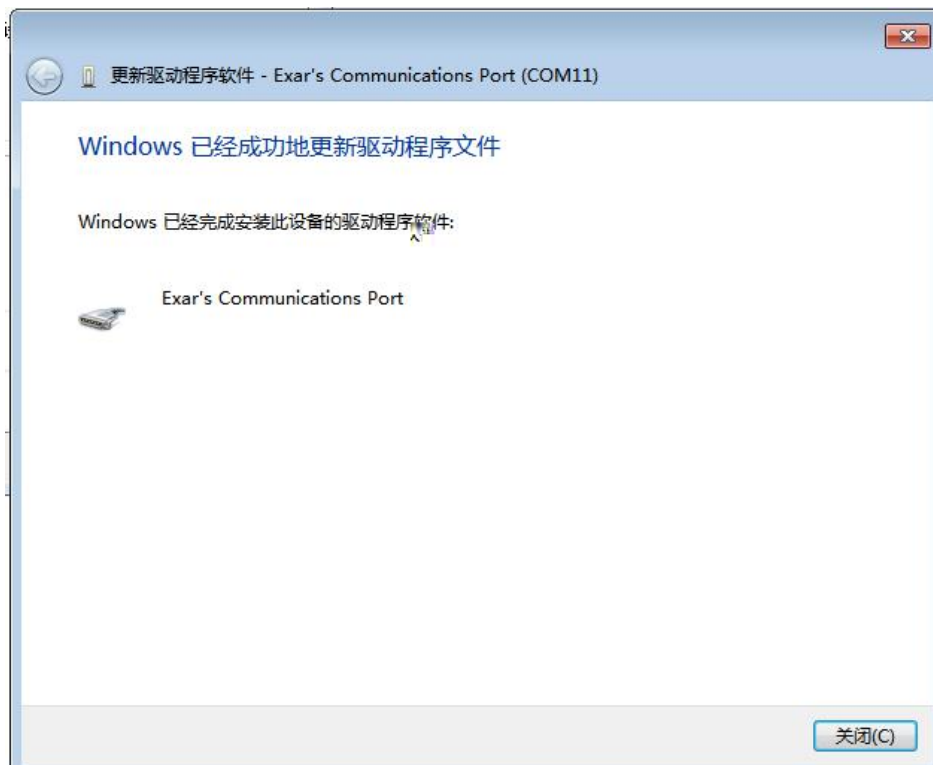 更新驱动程序软件 - Exar's Communications Port (COM11)
Windows 已经成功地更新驱动程序文件
Windows 已经完成安装此设备的驱动程序软件:
Exar's Communications Port
关闭(C)